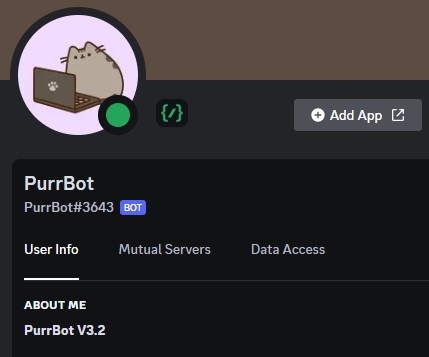 Add App
PurrBot
PurrBot#3643 BOT
User Info Mutual Servers Data Access
ABOUT ME
PurrBot V3.2